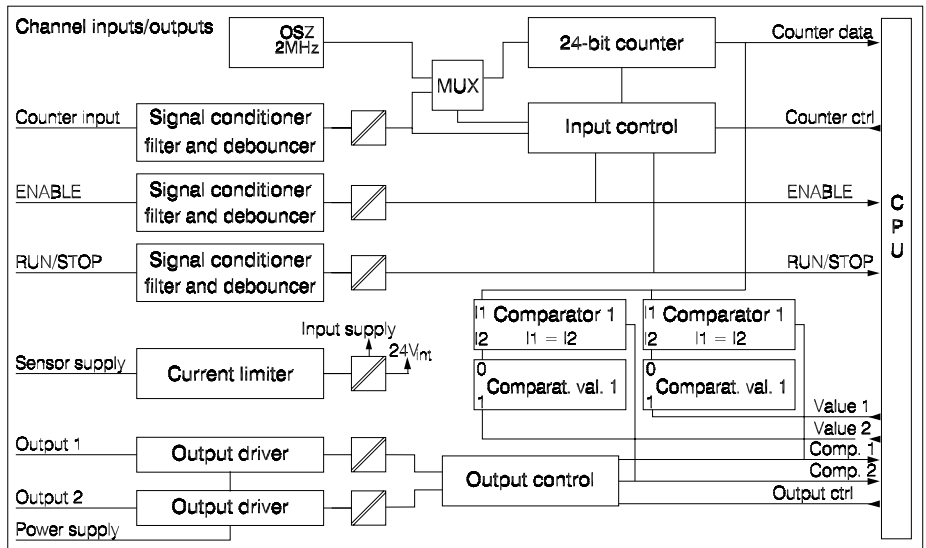 Channel inputs/outputs
OSZ
2MHz
MUX
24-bit counter
Counter data
Counter input
Signal conditioner
filter and debouncer
Input control
Counter ctrl
ENABLE
Signal conditioner
filter and debouncer
ENABLE
RUN/STOP
Signal conditioner
filter and debouncer
RUN/STOP
C
P
U
I1 Comparator 1
I2 I1 = I2
I1 Comparator 1
I2 I1 = I2
Input supply
24Vint
Sensor supply
Current limiter
0
Comparat. val. 1
1
0
Comparat. val. 1
1
Value 1
Value 2
Output 1
Output driver
Comp. 1
Comp. 2
Output control
Output ctrl
Output 2
Output driver
Power supply